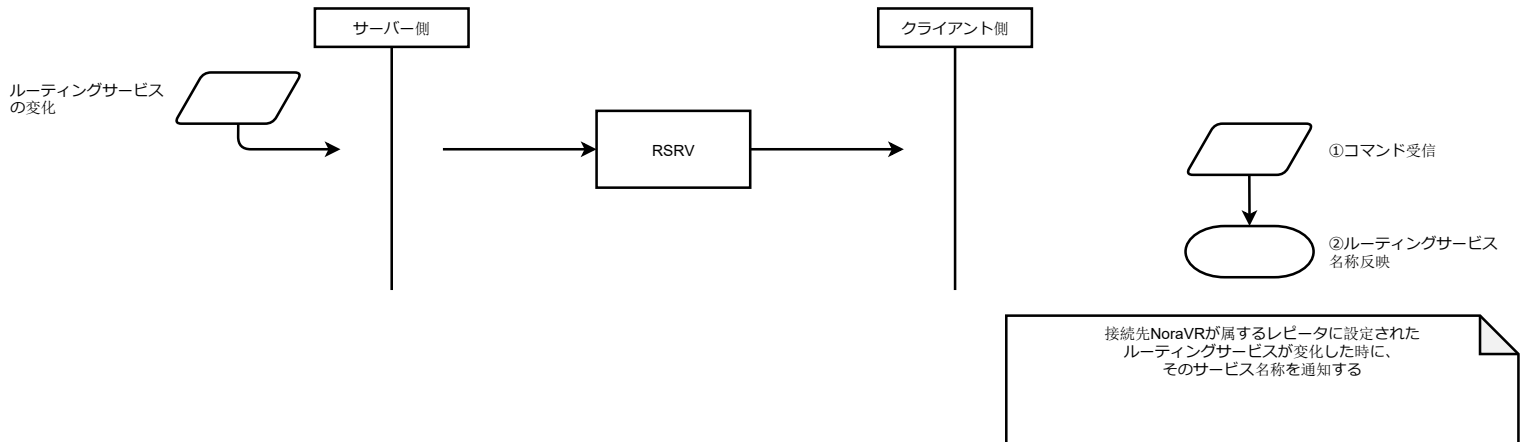 サーバー側
クライアント側
ルーティングサービス
の変化
RSRV
①コマンド受信
②ルーティングサービス
名称反映
接続先NoraVRが属するレピータに設定された
ルーティングサービスが変化した時に、
そのサービス名称を通知する